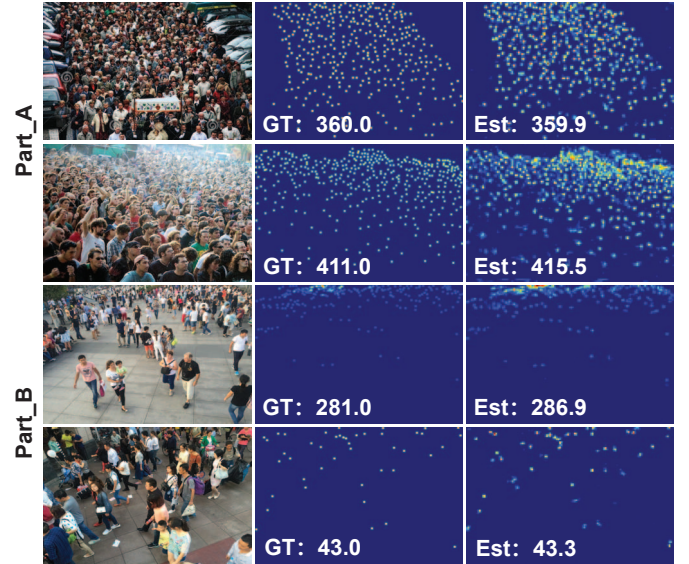 Part_A
GT: 360.0
Est: 359.9
GT: 411.0
Est: 415.5
Part_B
GT: 281.0
Est: 286.9
GT: 43.0
Est: 43.3